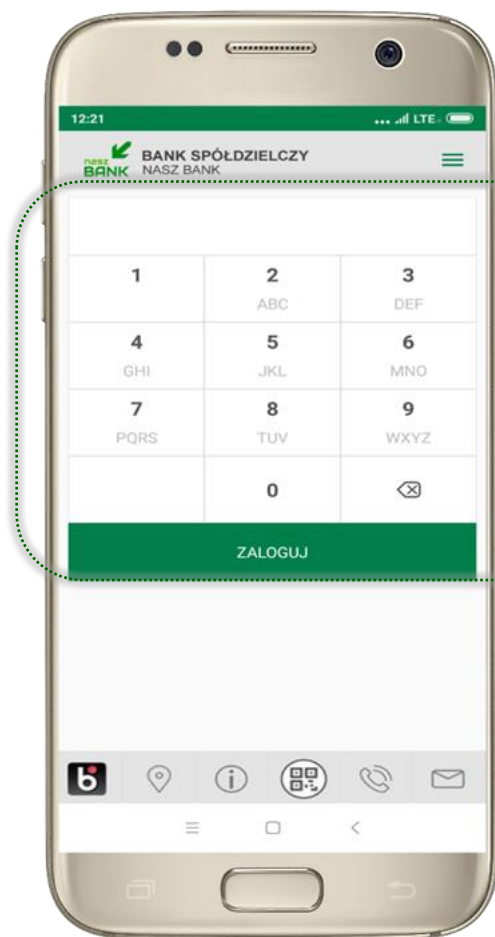 12:21 LTE
nasz BANK BANK SPÓŁDZIELCZY
NASZ BANK
1 2 3
ABC DEF
4 5 6
GHI JKL MNO
7 8 9
PQRS TUV WXYZ
0
ZALOGUJ